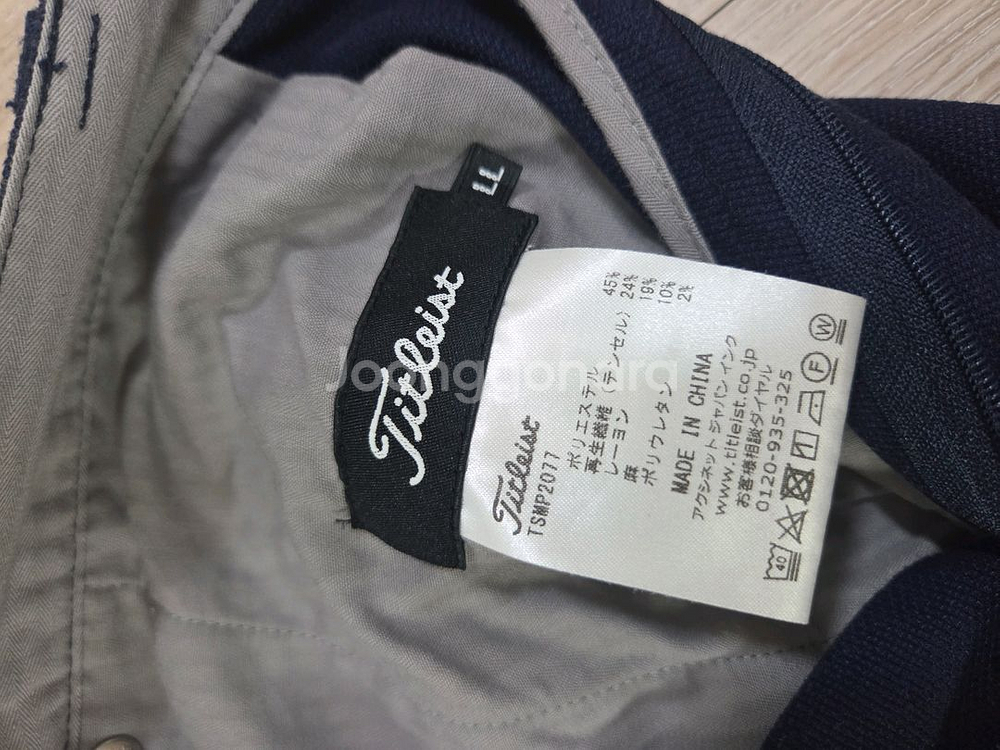 LL
Titleist
Titleist
TSMP2077
ポリエステル 45%
再生繊維 (テンセル) 24%
レーヨン 19%
麻 10%
ポリウレタン 2%
MADE IN CHINA
アクシネットジャパンインク
www.titleist.co.jp
お客様相談ダイヤル
0120-935-325
40
F
W
Joonggonara